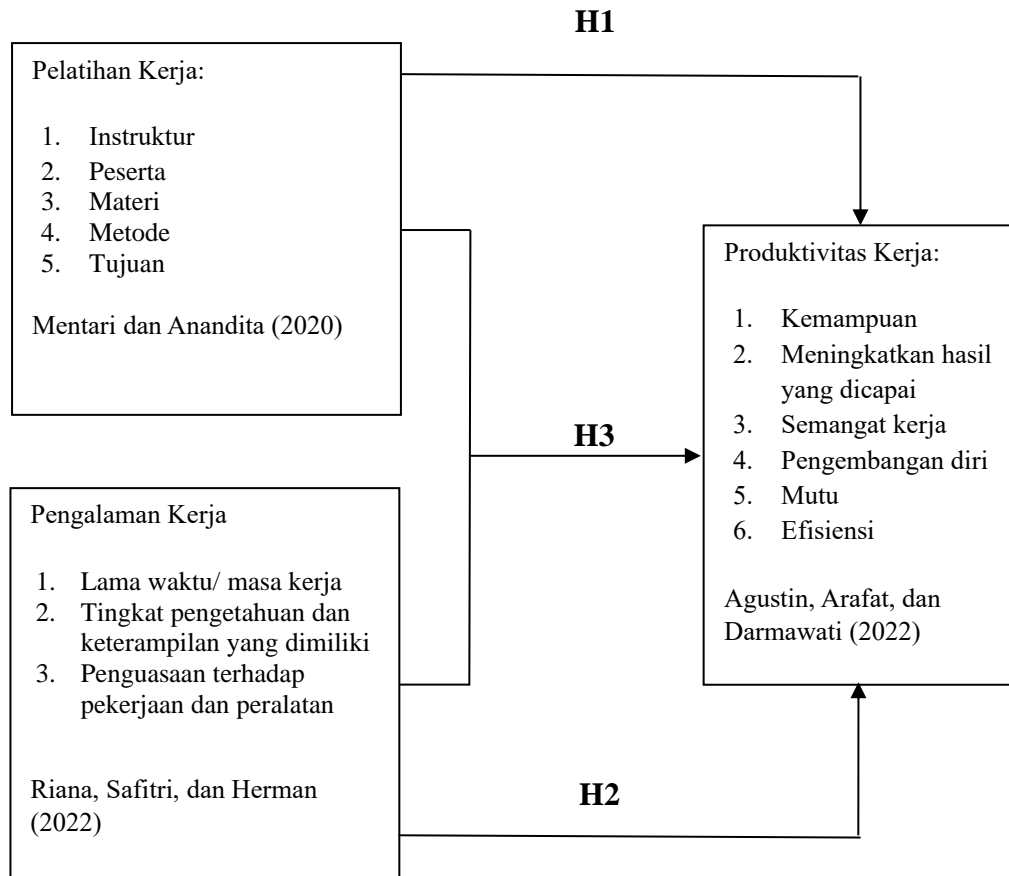 H1
Pelatihan Kerja:
1. Instruktur
2. Peserta
3. Materi
4. Metode
5. Tujuan
Mentari dan Anandita (2020)
Produktivitas Kerja:
1. Kemampuan
2. Meningkatkan hasil
yang dicapai
3. Semangat kerja
4. Pengembangan diri
5. Mutu
6. Efisiensi
Agustin, Arafat, dan
Darmawati (2022)
H3
Pengalaman Kerja
1. Lama waktu/ masa kerja
2. Tingkat pengetahuan dan
keterampilan yang dimiliki
3. Penguasaan terhadap
pekerjaan dan peralatan
Riana, Safitri, dan Herman
(2022)
H2